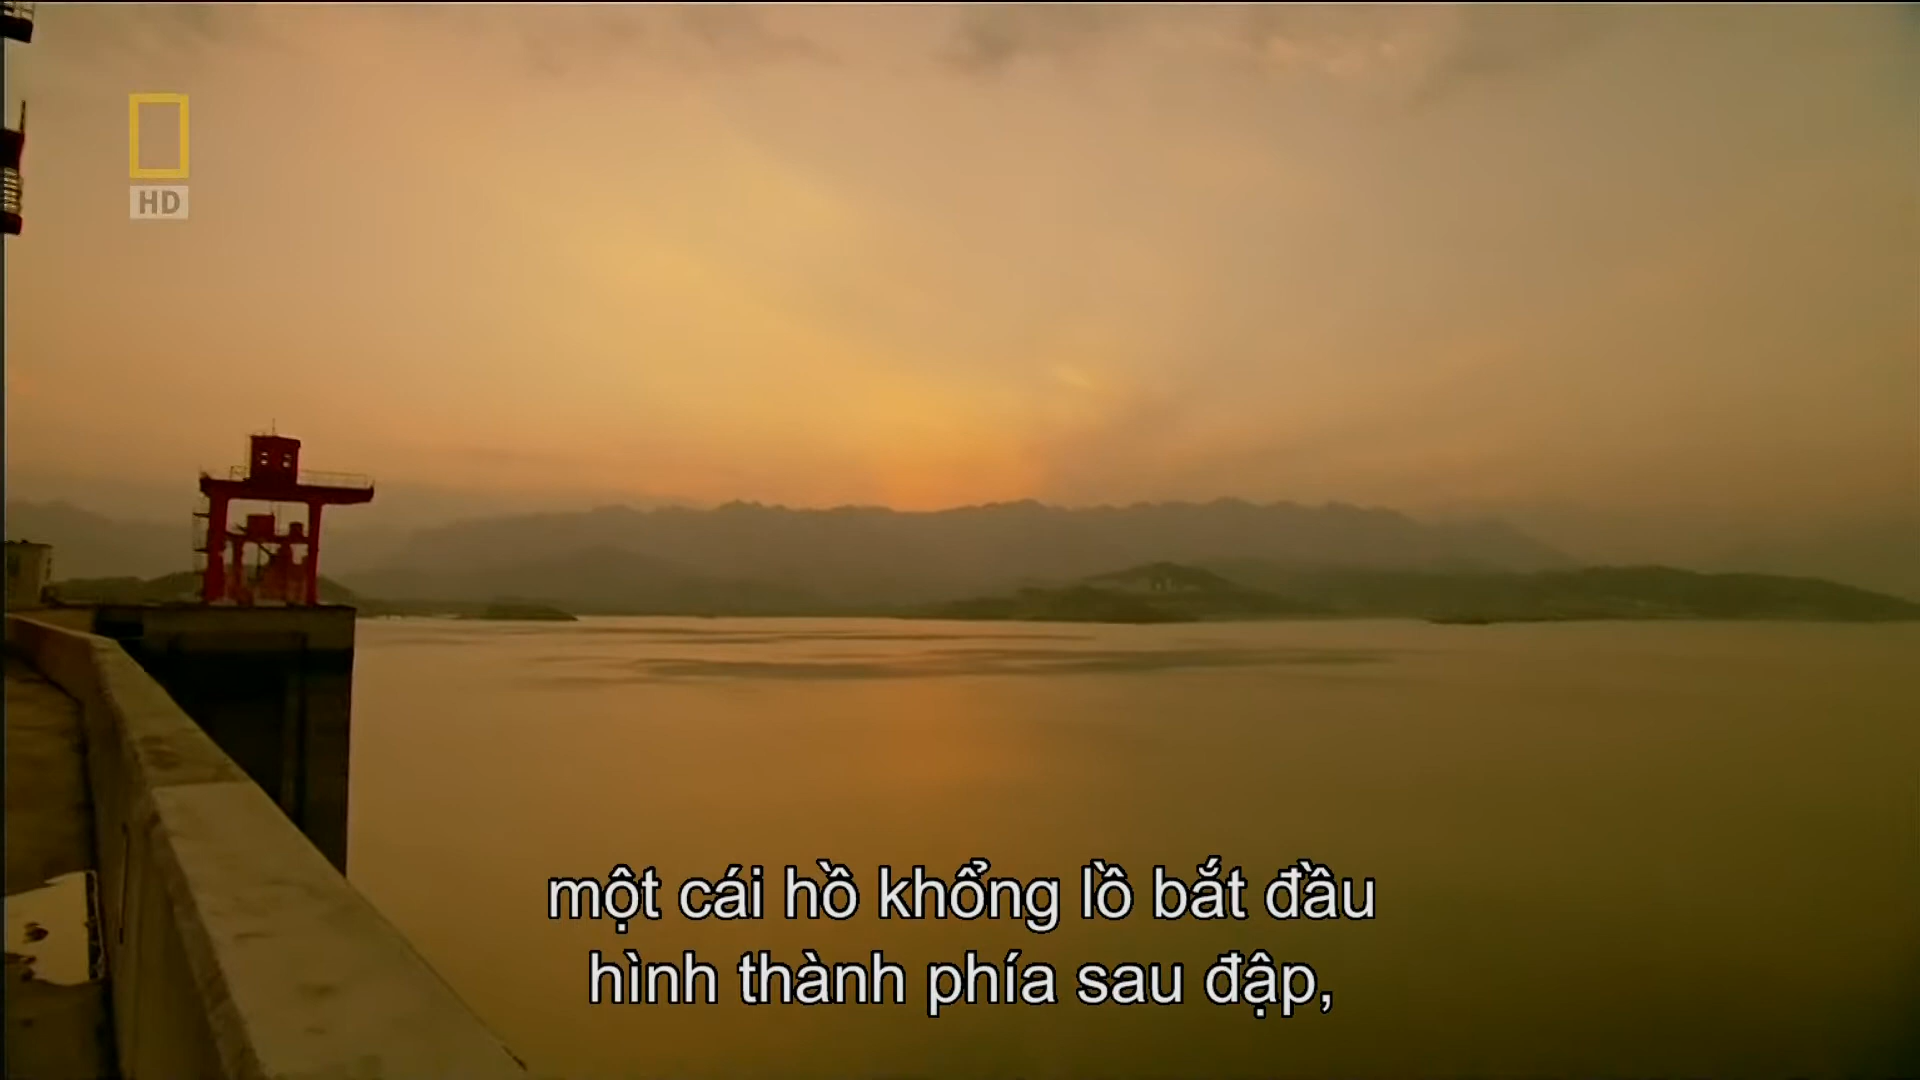 HD
một cái hồ khổng lồ bắt đầu
hình thành phía sau đập,